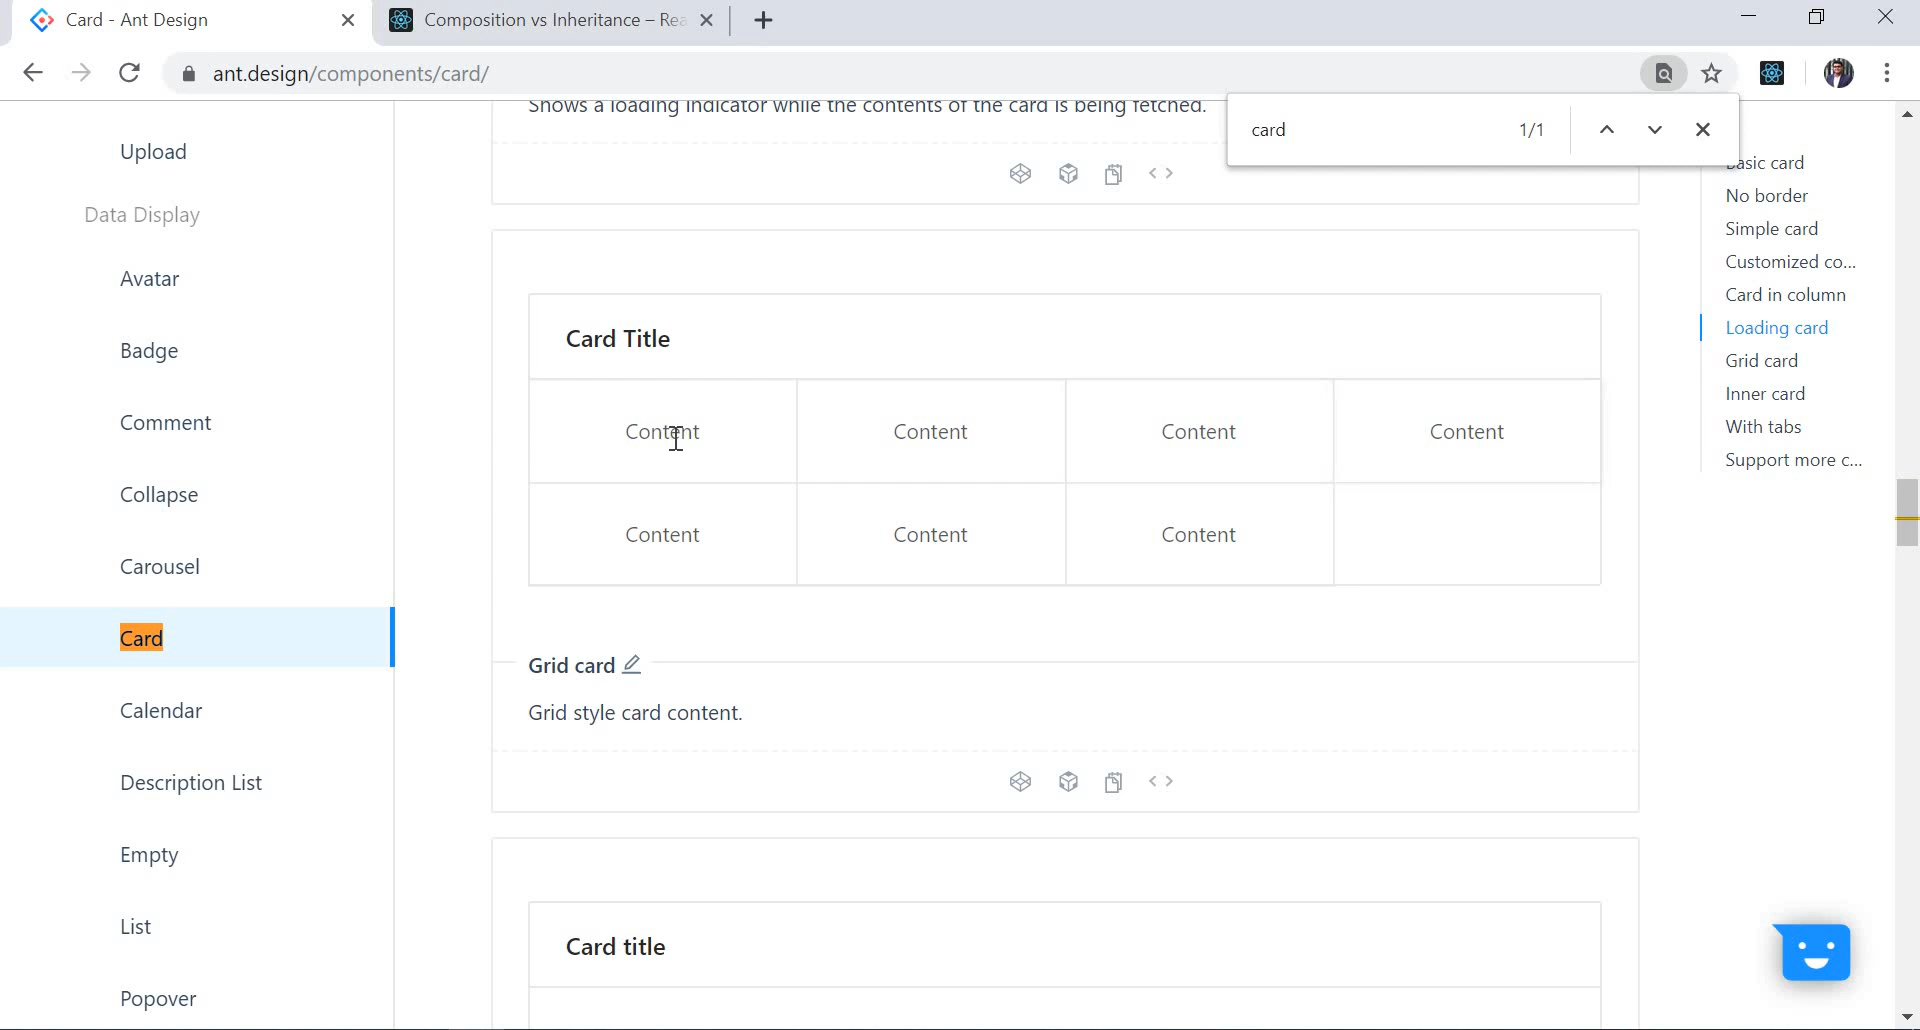 Card - Ant Design
Composition vs Inheritance – Rea
ant.design/components/card/
card 1/1
Upload
Data Display
Avatar
Badge
Comment
Collapse
Carousel
Card
Calendar
Description List
Empty
List
Popover
Shows a loading indicator while the contents of the card is being fetched.
Card Title
Content Content Content Content
Content Content Content
Grid card
Grid style card content.
Card title
Basic card
No border
Simple card
Customized co...
Card in column
Loading card
Grid card
Inner card
With tabs
Support more c...